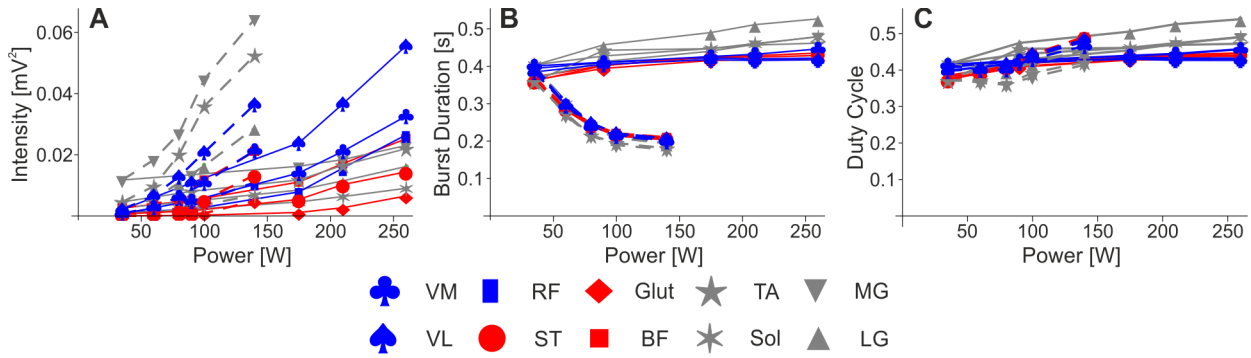 A
B
C
Intensity [mV²]
0.06
0.04
0.02
50
100
150
200
250
Power [W]
Burst Duration [s]
0.5
0.4
0.3
0.2
0.1
50
100
150
200
250
Power [W]
Duty Cycle
0.5
0.4
0.3
0.2
0.1
50
100
150
200
250
Power [W]
VM RF Glut TA MG
VL ST BF Sol LG